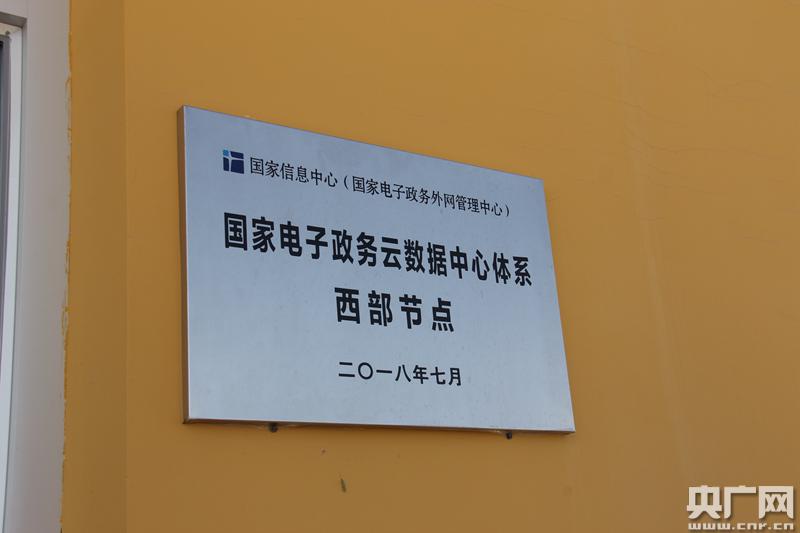 国家信息中心（国家电子政务外网管理中心）
国家电子政务云数据中心体系
西部节点
二〇一八年七月
央广网
www.cnr.cn